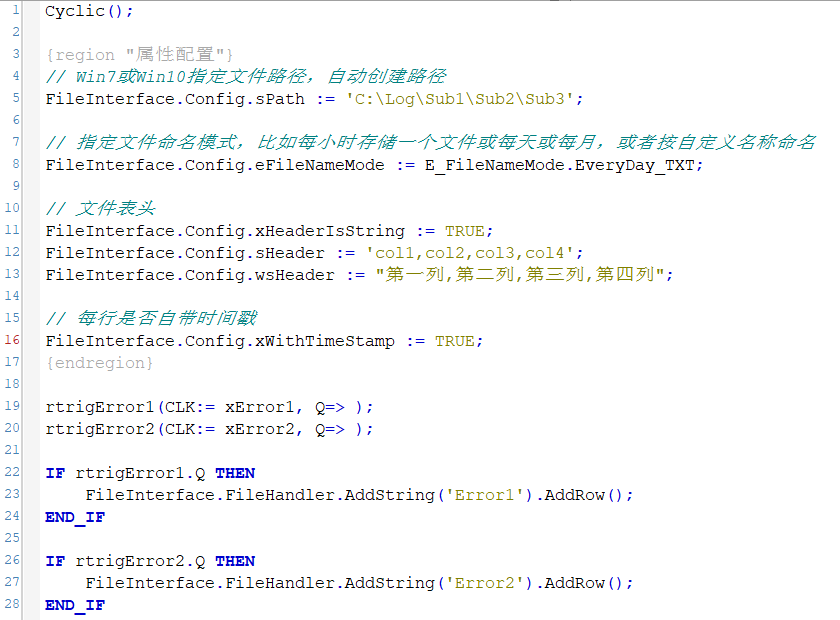 1 Cyclic();
2
3 {region "属性配置"}
4 // Win7或Win10指定文件路径，自动创建路径
5 FileInterface.Config.sPath := 'C:\Log\Sub1\Sub2\Sub3';
6
7 // 指定文件命名模式，比如每小时存储一个文件或每天或每月，或者按自定义名称命名
8 FileInterface.Config.eFileNameMode := E_FileNameMode.EveryDay_TXT;
9
10 // 文件表头
11 FileInterface.Config.xHeaderIsString := TRUE;
12 FileInterface.Config.sHeader := 'col1,col2,col3,col4';
13 FileInterface.Config.wsHeader := "第一列,第二列,第三列,第四列";
14
15 // 每行是否自带时间戳
16 FileInterface.Config.xWithTimeStamp := TRUE;
17 {endregion}
18
19 rtrigError1(CLK:= xError1, Q=> );
20 rtrigError2(CLK:= xError2, Q=> );
21
22 IF rtrigError1.Q THEN
23     FileInterface.FileHandler.AddString('Error1').AddRow();
24 END_IF
25
26 IF rtrigError2.Q THEN
27     FileInterface.FileHandler.AddString('Error2').AddRow();
28 END_IF